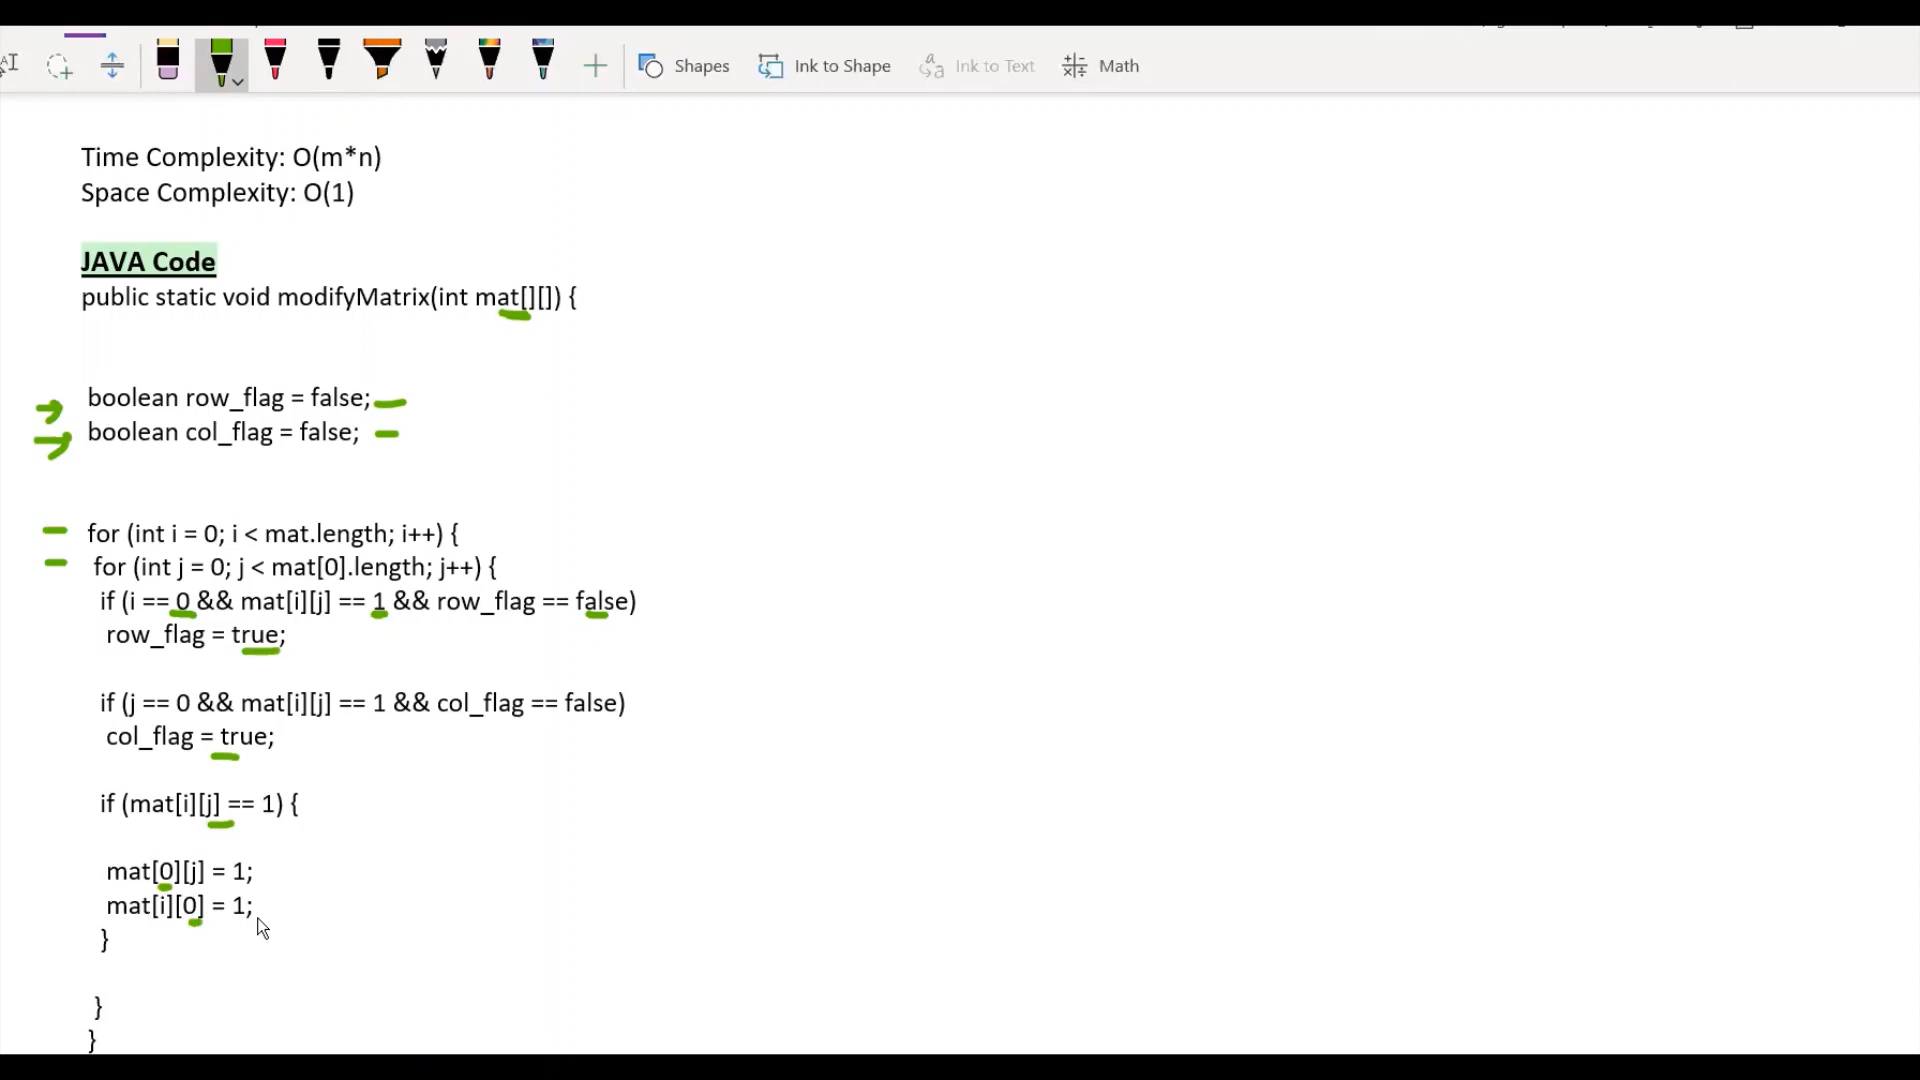 Shapes Ink to Shape Ink to Text Math
Time Complexity: O(m*n)
Space Complexity: O(1)
JAVA Code
public static void modifyMatrix(int mat[][]) {
boolean row_flag = false;
boolean col_flag = false;
for (int i = 0; i < mat.length; i++) {
for (int j = 0; j < mat[0].length; j++) {
if (i == 0 && mat[i][j] == 1 && row_flag == false)
row_flag = true;
if (j == 0 && mat[i][j] == 1 && col_flag == false)
col_flag = true;
if (mat[i][j] == 1) {
mat[0][j] = 1;
mat[i][0] = 1;
}
}
}